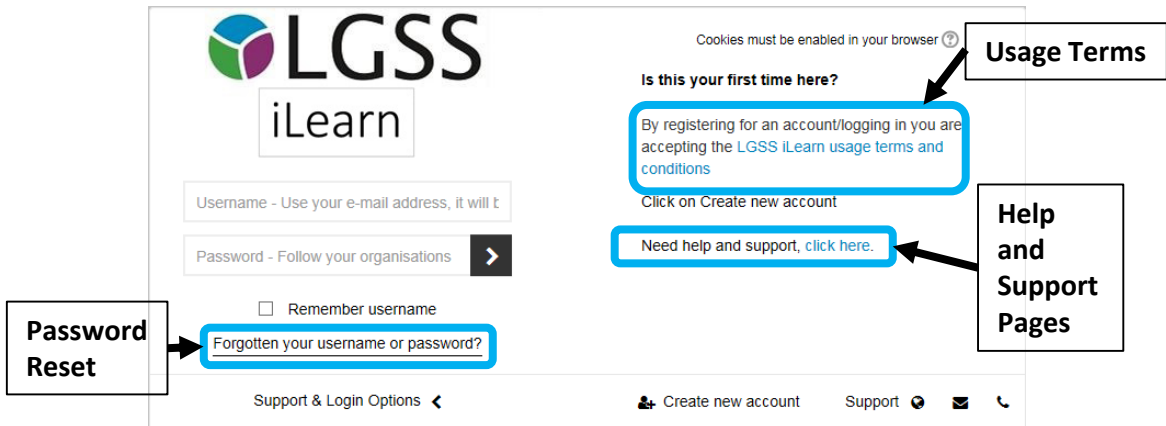 LGSS
iLearn
Username - Use your e-mail address, it will b
Password - Follow your organisations
Remember username
Forgotten your username or password?
Password
Reset
Cookies must be enabled in your browser ?
Is this your first time here?
By registering for an account/logging in you are
accepting the LGSS iLearn usage terms and
conditions
Click on Create new account
Need help and support, click here.
Usage Terms
Help
and
Support
Pages
Support & Login Options
Create new account
Support